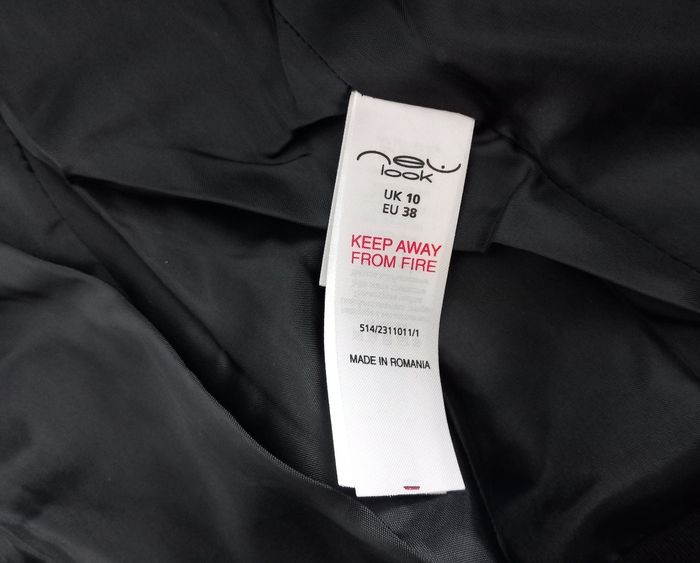 new
look
UK 10
EU 38
KEEP AWAY
FROM FIRE
514/2311011/1
MADE IN ROMANIA